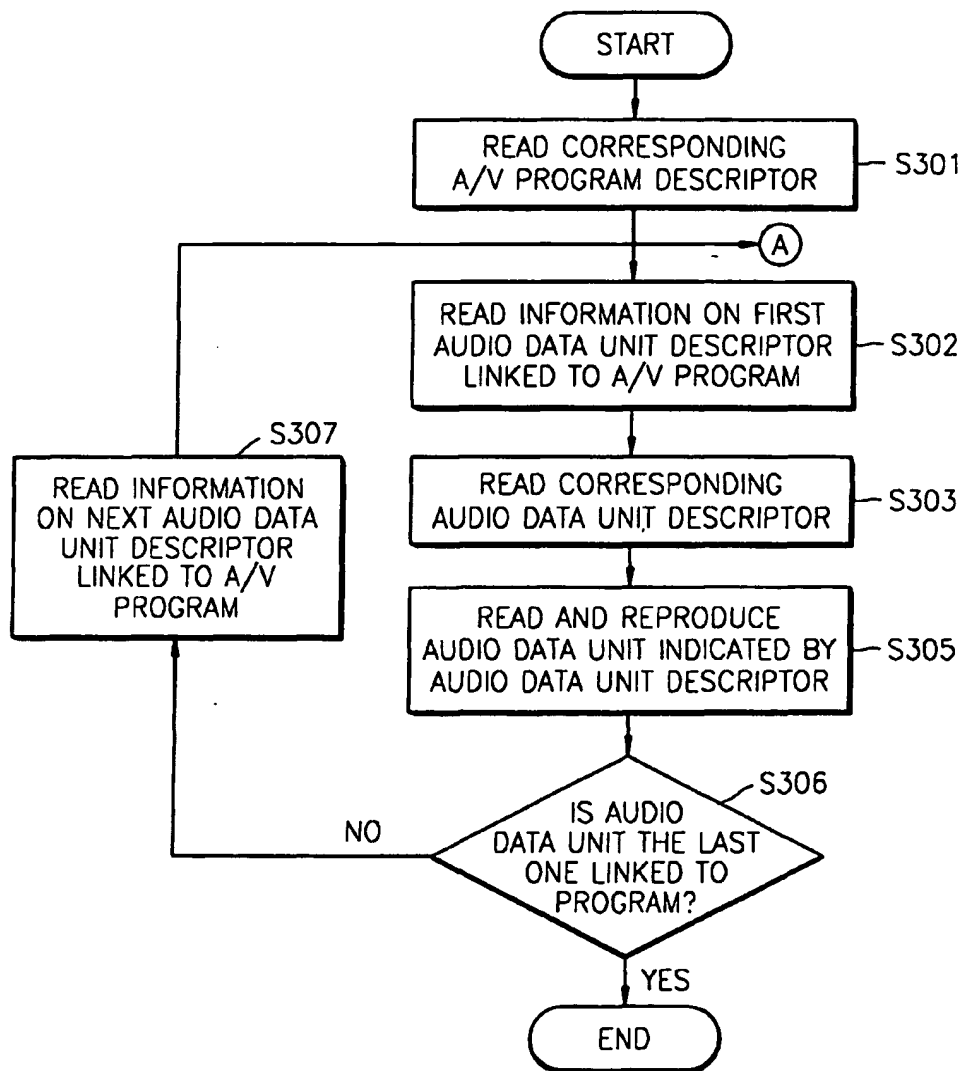 START
READ CORRESPONDING
A/V PROGRAM DESCRIPTOR
S301
A
READ INFORMATION ON FIRST
AUDIO DATA UNIT DESCRIPTOR
LINKED TO A/V PROGRAM
S302
S307
READ INFORMATION
ON NEXT AUDIO DATA
UNIT DESCRIPTOR
LINKED TO A/V
PROGRAM
READ CORRESPONDING
AUDIO DATA UNIT DESCRIPTOR
S303
READ AND REPRODUCE
AUDIO DATA UNIT INDICATED BY
AUDIO DATA UNIT DESCRIPTOR
S305
S306
IS AUDIO
DATA UNIT THE LAST
ONE LINKED TO
PROGRAM?
NO
YES
END